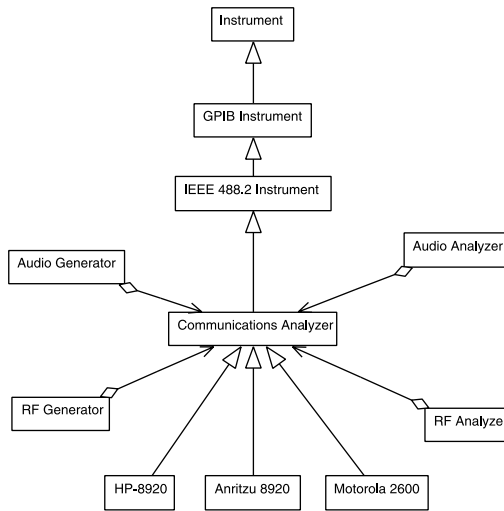 Instrument
GPIB Instrument
IEEE 488.2 Instrument
Audio Analyzer
Audio Generator
Communications Analyzer
RF Generator
RF Analyzer
HP-8920
Anritzu 8920
Motorola 2600